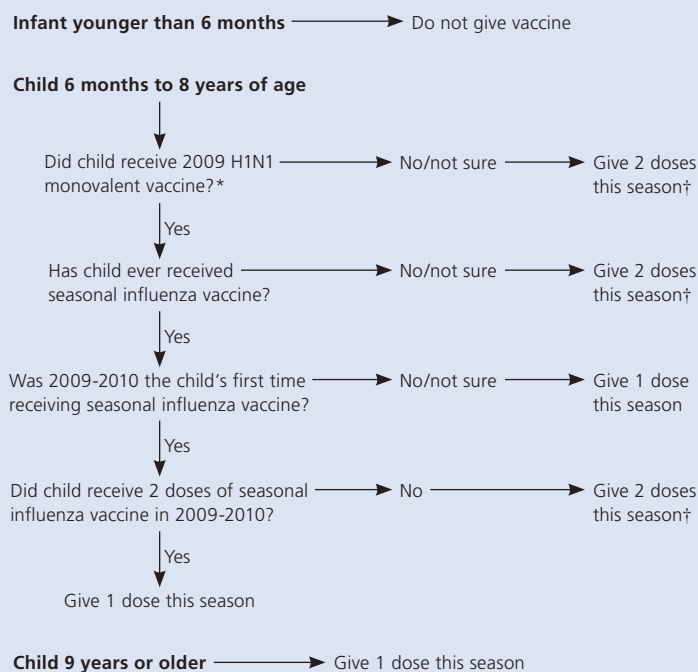 Infant younger than 6 months
Do not give vaccine
Child 6 months to 8 years of age
Did child receive 2009 H1N1
monovalent vaccine?*
No/not sure
Give 2 doses
this season†
Yes
Has child ever received
seasonal influenza vaccine?
No/not sure
Give 2 doses
this season†
Yes
Was 2009-2010 the child's first time
receiving seasonal influenza vaccine?
No/not sure
Give 1 dose
this season
Yes
Did child receive 2 doses of seasonal
influenza vaccine in 2009-2010?
No
Give 2 doses
this season†
Yes
Give 1 dose this season
Child 9 years or older
Give 1 dose this season